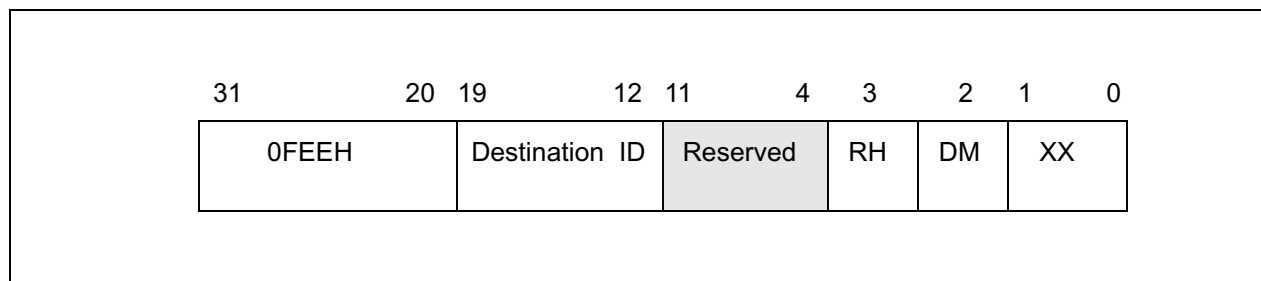 31 20 19 12 11 4 3 2 1 0
0FEEH Destination ID Reserved RH DM XX